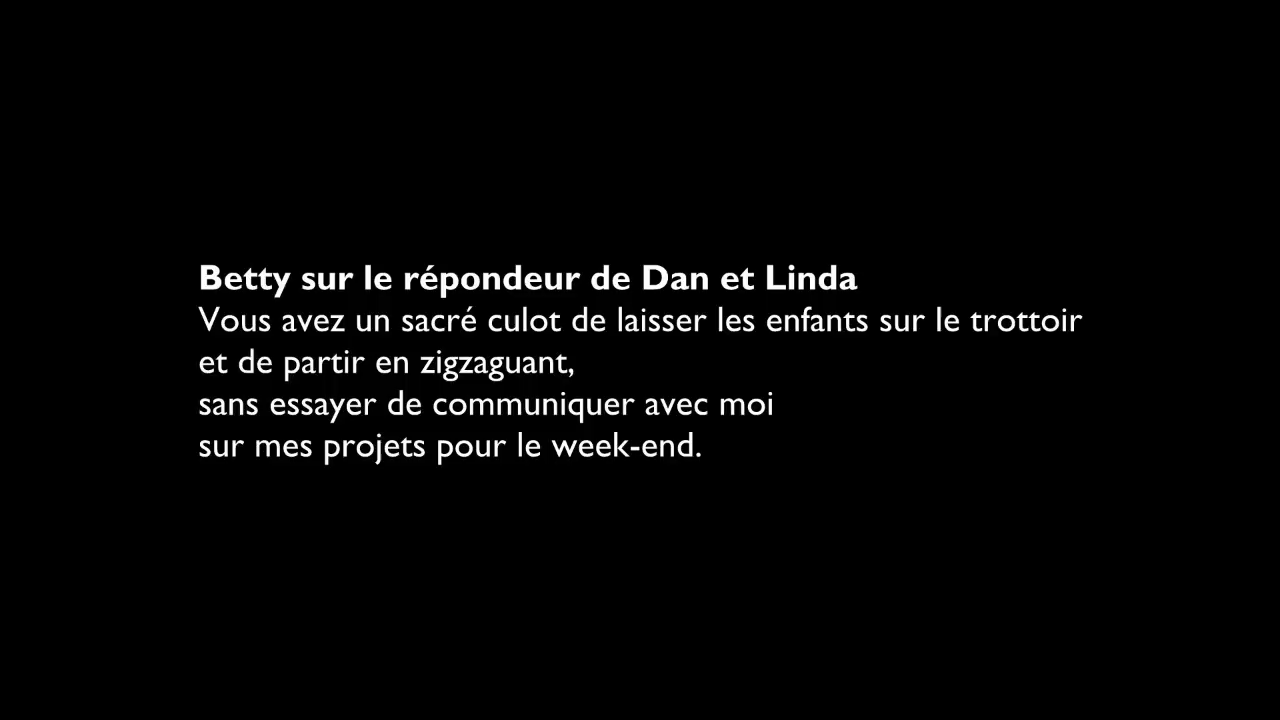 Betty sur le répondeur de Dan et Linda
Vous avez un sacré culot de laisser les enfants sur le trottoir
et de partir en zigzaguant,
sans essayer de communiquer avec moi
sur mes projets pour le week-end.